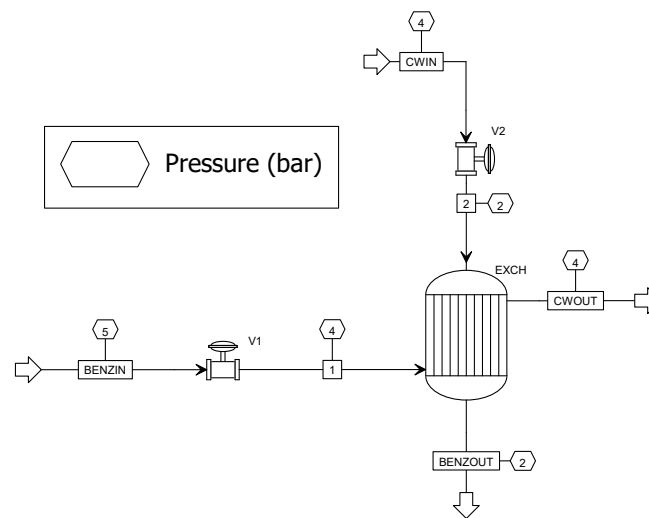 4
CWIN
V2
Pressure (bar)
2
2
EXCH
4
CWOUT
5
4
V1
BENZIN
1
BENZOUT
2